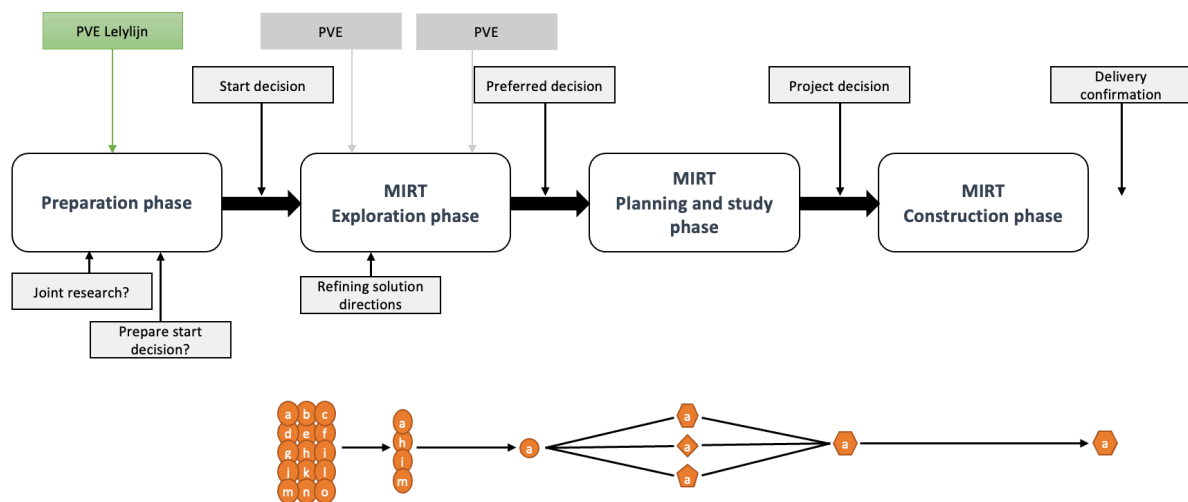 PVE Lelylijn
PVE
PVE
Start decision
Preferred decision
Project decision
Delivery
confirmation
Preparation phase
MIRT
Exploration phase
MIRT
Planning and study
phase
MIRT
Construction phase
Joint research?
Prepare start
decision?
Refining solution
directions
a b c
d e f
g h i
j k l
m n o
a
h
i
m
a
a
a
a
a
a